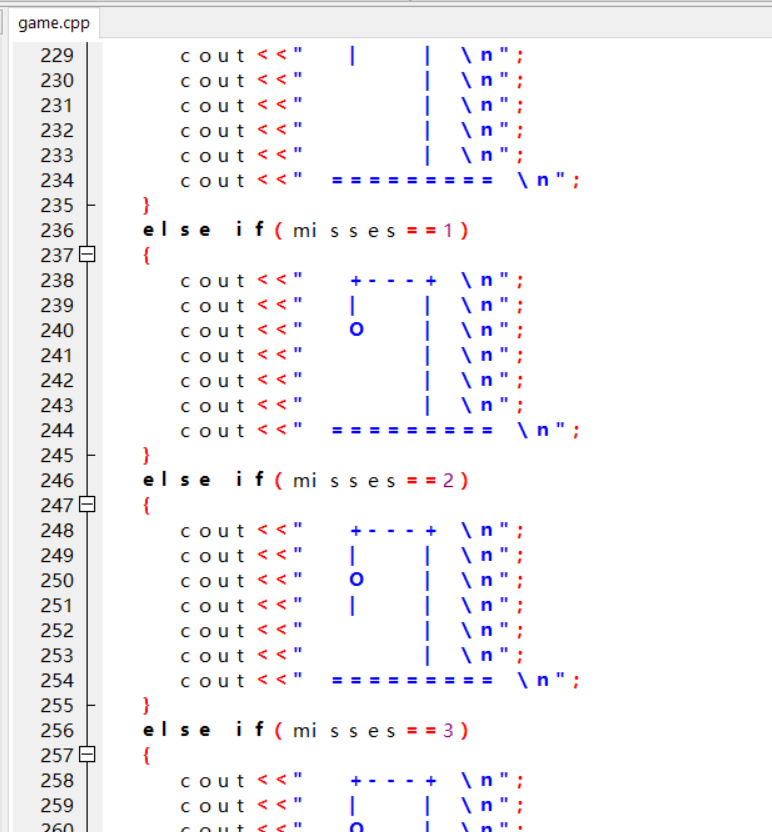 game.cpp
229 cout<<"  |   | \n";
230 cout<<"      | \n";
231 cout<<"      | \n";
232 cout<<"      | \n";
233 cout<<"      | \n";
234 cout<<" ========= \n";
235 }
236 else if(misses==1)
237 {
238 cout<<"  +---+ \n";
239 cout<<"  |   | \n";
240 cout<<"  O   | \n";
241 cout<<"      | \n";
242 cout<<"      | \n";
243 cout<<"      | \n";
244 cout<<" ========= \n";
245 }
246 else if(misses==2)
247 {
248 cout<<"  +---+ \n";
249 cout<<"  |   | \n";
250 cout<<"  O   | \n";
251 cout<<"  |   | \n";
252 cout<<"      | \n";
253 cout<<"      | \n";
254 cout<<" ========= \n";
255 }
256 else if(misses==3)
257 {
258 cout<<"  +---+ \n";
259 cout<<"  |   | \n";
260 cout<<"  O   | \n";